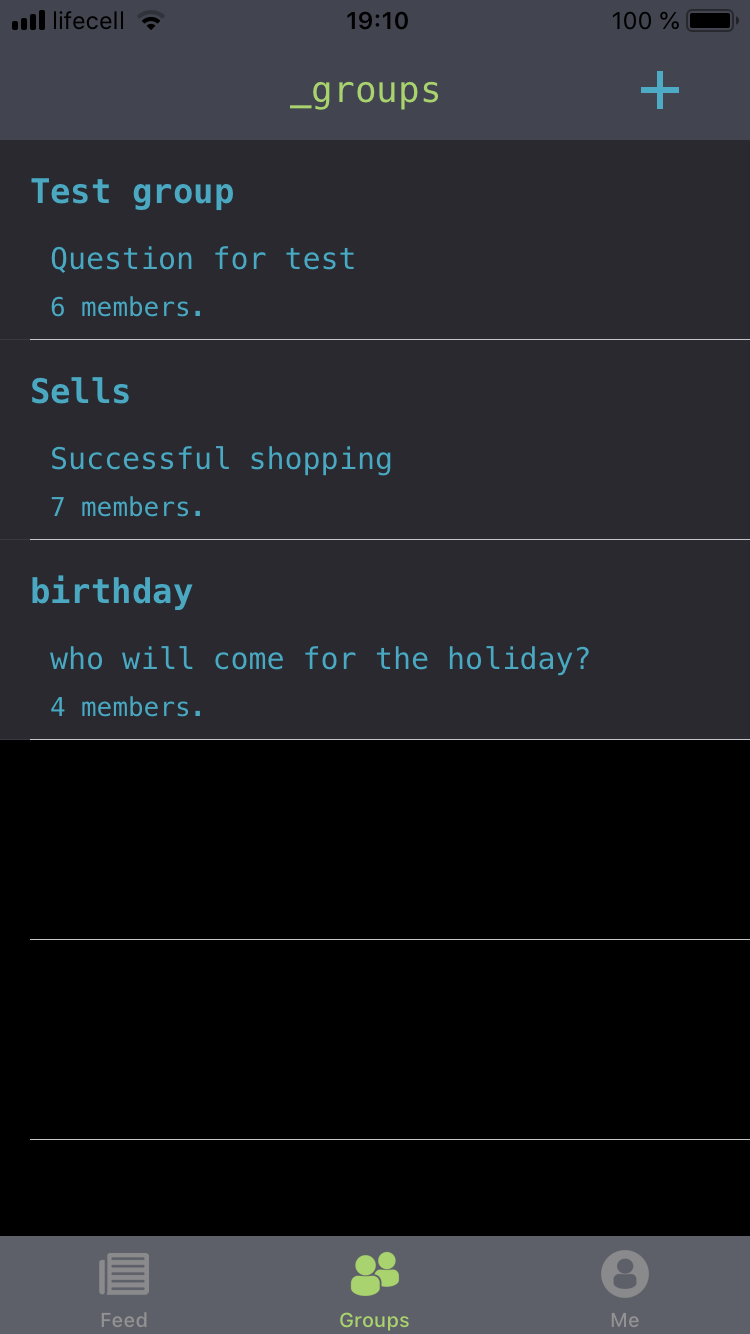 lifecell 19:10 100 %
_groups
Test group
Question for test
6 members.
Sells
Successful shopping
7 members.
birthday
who will come for the holiday?
4 members.
Feed Groups Me